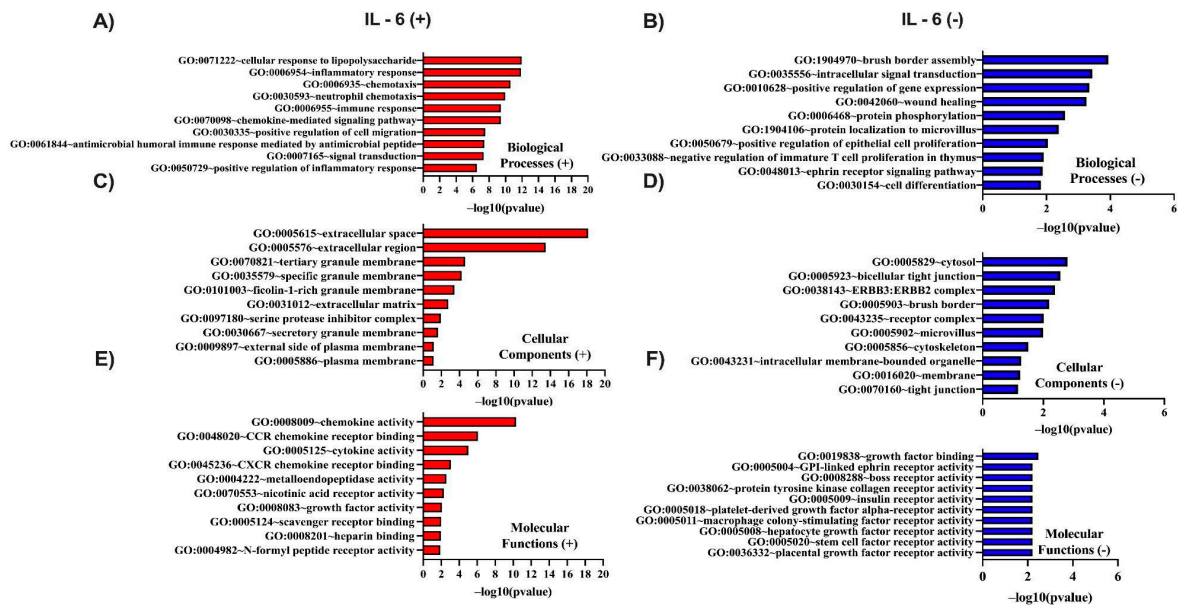 A)
IL - 6 (+)
GO:0071222~cellular response to lipopolysaccharide
GO:0006954~inflammatory response
GO:0006935~chemotaxis
GO:0030593~neutrophil chemotaxis
GO:0006955~immune response
GO:0070098~chemokine-mediated signaling pathway
GO:0030335~positive regulation of cell migration
GO:0061844~antimicrobial humoral immune response mediated by antimicrobial peptide
GO:0007165~signal transduction
GO:0050729~positive regulation of inflammatory response
Biological
Processes (+)
0 2 4 6 8 10 12 14 16 18 20
–log10(pvalue)
B)
IL - 6 (-)
GO:1904970~brush border assembly
GO:0035556~intracellular signal transduction
GO:0010628~positive regulation of gene expression
GO:0042060~wound healing
GO:0006468~protein phosphorylation
GO:1904106~protein localization to microvillus
GO:0050679~positive regulation of epithelial cell proliferation
GO:0033088~negative regulation of immature T cell proliferation in thymus
GO:0048013~ephrin receptor signaling pathway
GO:0030154~cell differentiation
Biological
Processes (-)
0 2 4 6
–log10(pvalue)
C)
GO:0005615~extracellular space
GO:0005576~extracellular region
GO:0070821~tertiary granule membrane
GO:0035579~specific granule membrane
GO:0101003~ficolin-1-rich granule membrane
GO:0031012~extracellular matrix
GO:0097180~serine protease inhibitor complex
GO:0030667~secretory granule membrane
GO:0009897~external side of plasma membrane
GO:0005886~plasma membrane
Cellular
Components (+)
0 2 4 6 8 10 12 14 16 18 20
–log10(pvalue)
D)
GO:0005829~cytosol
GO:0005923~bicellular tight junction
GO:0038143~ERBB3:ERBB2 complex
GO:0005903~brush border
GO:0043235~receptor complex
GO:0005902~microvillus
GO:0005856~cytoskeleton
GO:0043231~intracellular membrane-bounded organelle
GO:0016020~membrane
GO:0070160~tight junction
Cellular
Components (-)
0 2 4 6
–log10(pvalue)
E)
GO:0008009~chemokine activity
GO:0048020~CCR chemokine receptor binding
GO:0005125~cytokine activity
GO:0045236~CXCR chemokine receptor binding
GO:0004222~metalloendopeptidase activity
GO:0070553~nicotinic acid receptor activity
GO:0008083~growth factor activity
GO:0005124~scavenger receptor binding
GO:0008201~heparin binding
GO:0004982~N-formyl peptide receptor activity
Molecular
Functions (+)
0 2 4 6 8 10 12 14 16 18 20
–log10(pvalue)
F)
GO:0019838~growth factor binding
GO:0005004~GPI-linked ephrin receptor activity
GO:0008288~boss receptor activity
GO:0038062~protein tyrosine kinase collagen receptor activity
GO:0005009~insulin receptor activity
GO:0005018~platelet-derived growth factor alpha-receptor activity
GO:0005011~macrophage colony-stimulating factor receptor activity
GO:0005008~hepatocyte growth factor receptor activity
GO:0005020~stem cell factor receptor activity
GO:0036332~placental growth factor receptor activity
Molecular
Functions (-)
0 2 4 6
–log10(pvalue)